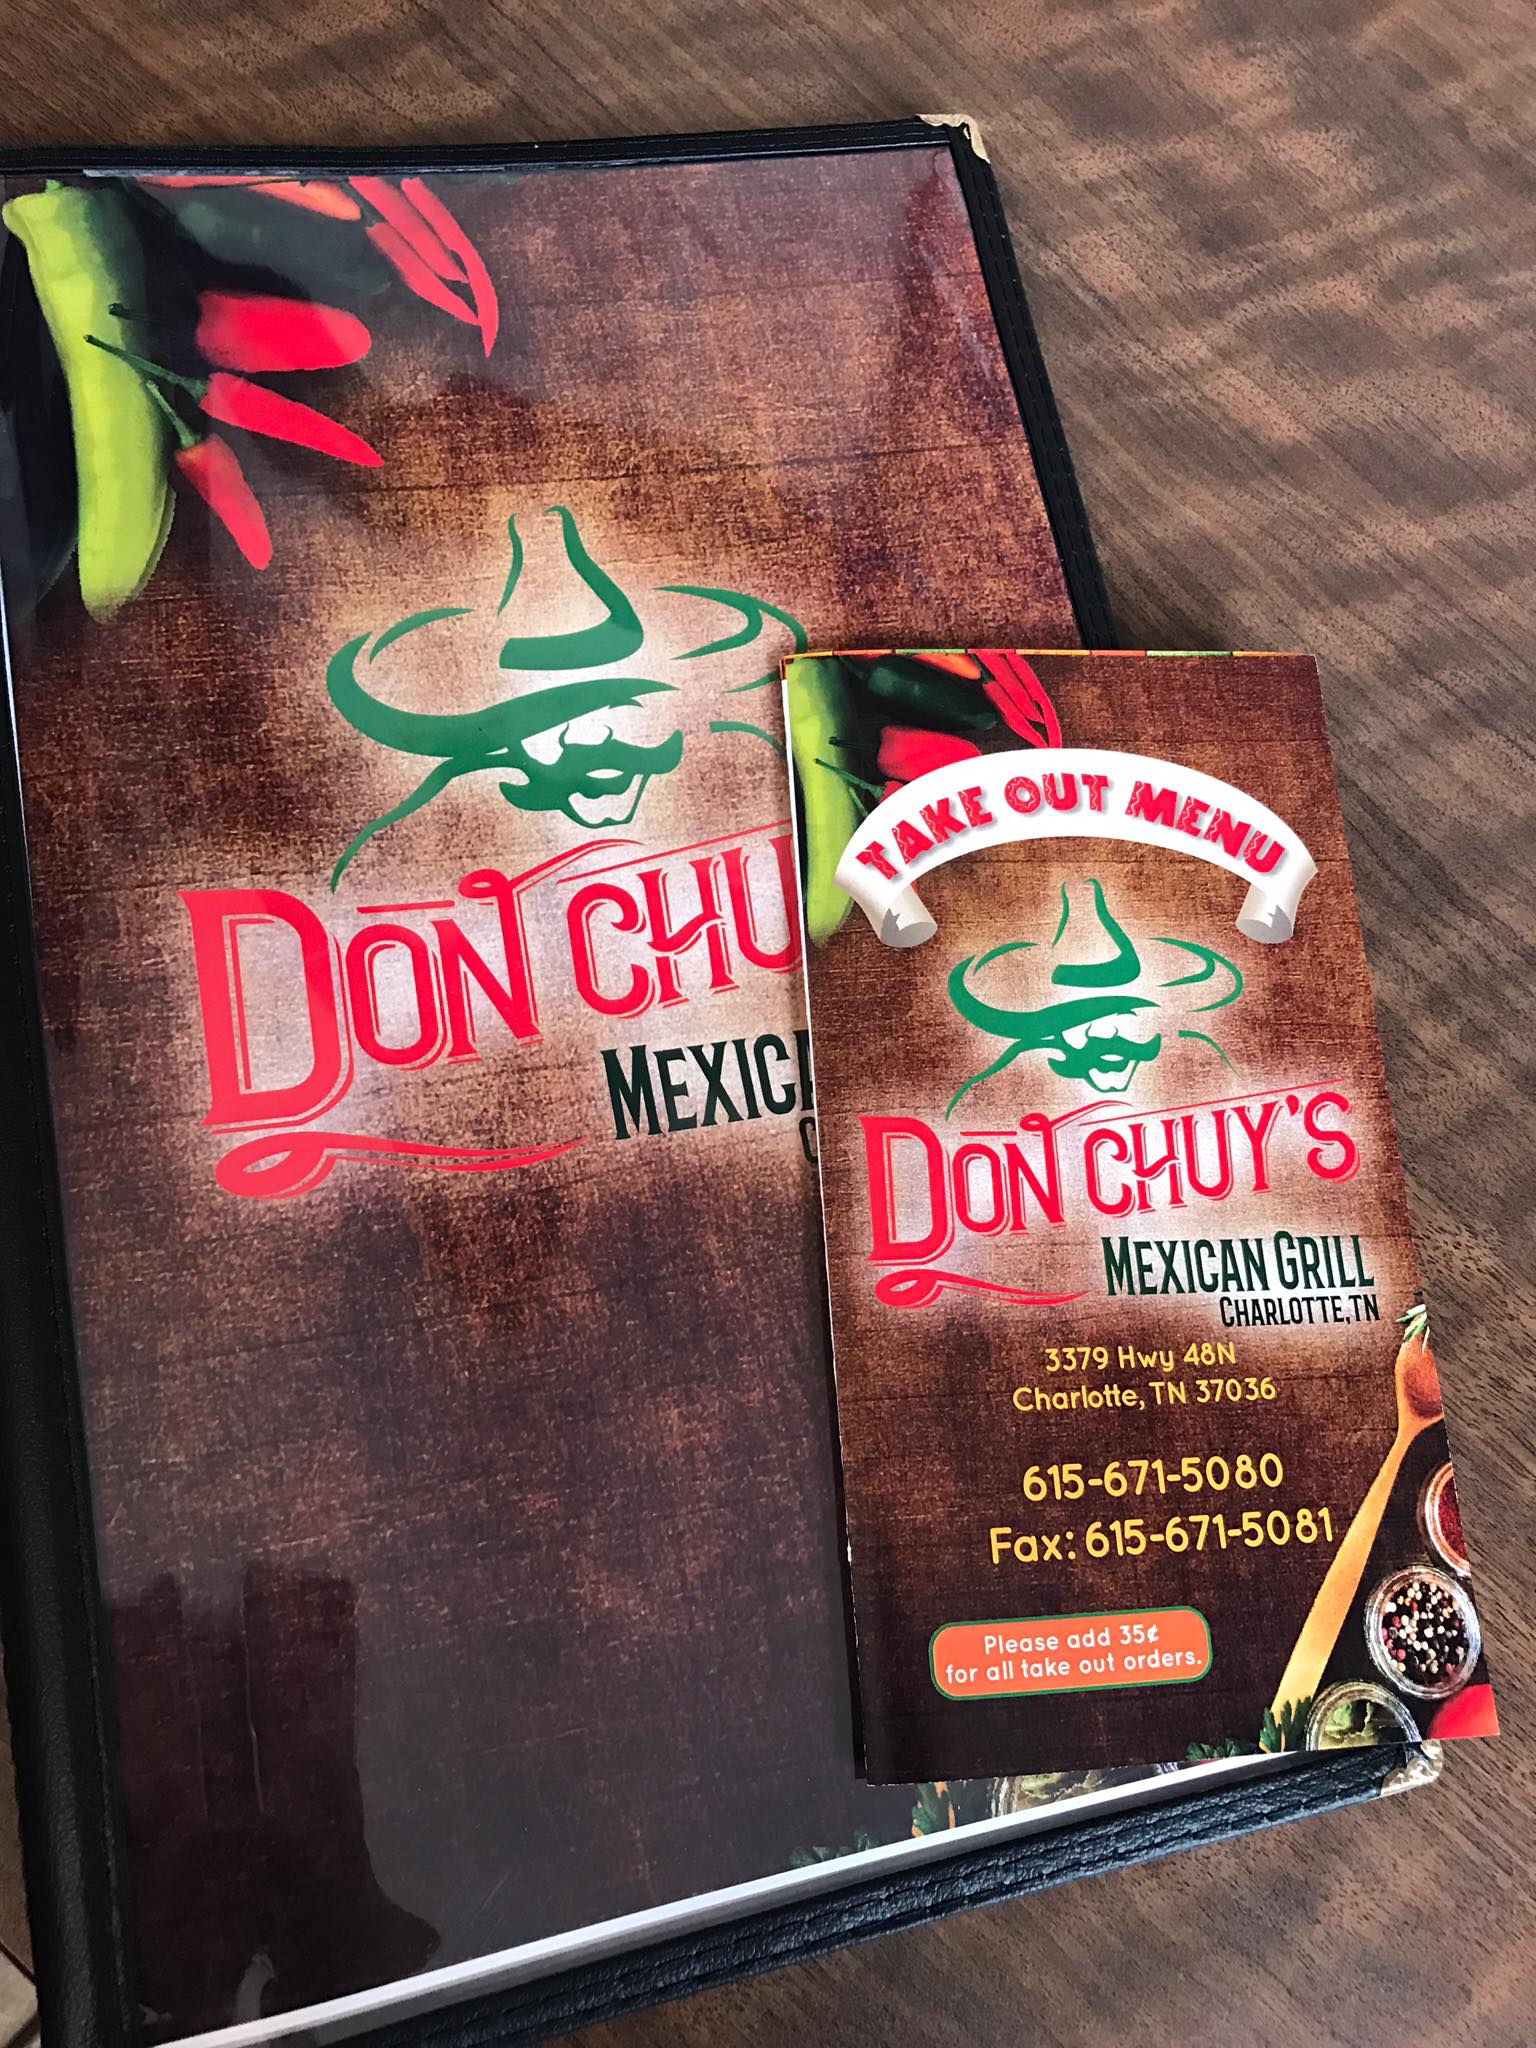 DON CHU
MEXICA
C
TAKE OUT MENU
DON CHUY'S
MEXICAN GRILL
CHARLOTTE, TN
3379 Hwy 48N
Charlotte, TN 37036
615-671-5080
Fax: 615-671-5081
Please add 35¢
for all take out orders.